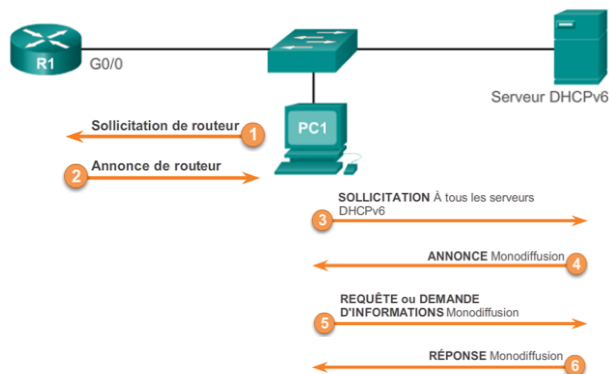 R1
G0/0
Serveur DHCPv6
PC1
Sollicitation de routeur
1
2
Annonce de routeur
SOLLICITATION À tous les serveurs
DHCPv6
3
ANNONCE Monodiffusion
4
REQUÊTE ou DEMANDE
D'INFORMATIONS Monodiffusion
5
RÉPONSE Monodiffusion
6